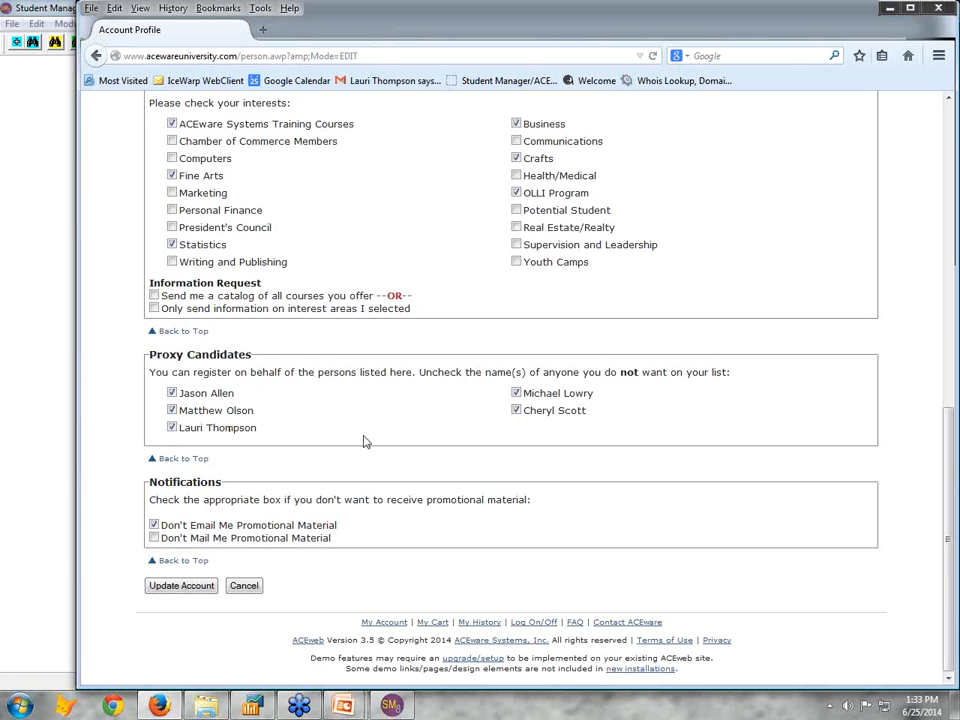 Student Mana
File Edit Mod
File Edit View History Bookmarks Tools Help
Account Profile
www.acewareuniversity.com/person.awp?amp;Mode=EDIT
Google
Most Visited IceWarp WebClient Google Calendar Lauri Thompson says... Student Manager/ACE... Welcome Whois Lookup, Domai...
Please check your interests:
ACEware Systems Training Courses Business
Chamber of Commerce Members Communications
Computers Crafts
Fine Arts Health/Medical
Marketing OLLI Program
Personal Finance Potential Student
President's Council Real Estate/Realty
Statistics Supervision and Leadership
Writing and Publishing Youth Camps
Information Request
Send me a catalog of all courses you offer --OR--
Only send information on interest areas I selected
Back to Top
Proxy Candidates
You can register on behalf of the persons listed here. Uncheck the name(s) of anyone you do not want on your list:
Jason Allen Michael Lowry
Matthew Olson Cheryl Scott
Lauri Thompson
Back to Top
Notifications
Check the appropriate box if you don't want to receive promotional material:
Don't Email Me Promotional Material
Don't Mail Me Promotional Material
Back to Top
Update Account Cancel
My Account | My Cart | My History | Log On/Off | FAQ | Contact ACEware
ACEweb Version 3.5 © Copyright 2014 ACEware Systems, Inc. All rights reserved | Terms of Use | Privacy
Demo features may require an upgrade/setup to be implemented on your existing ACEweb site.
Some demo links/pages/design elements are not included in new installations.
1:33 PM
6/25/2014